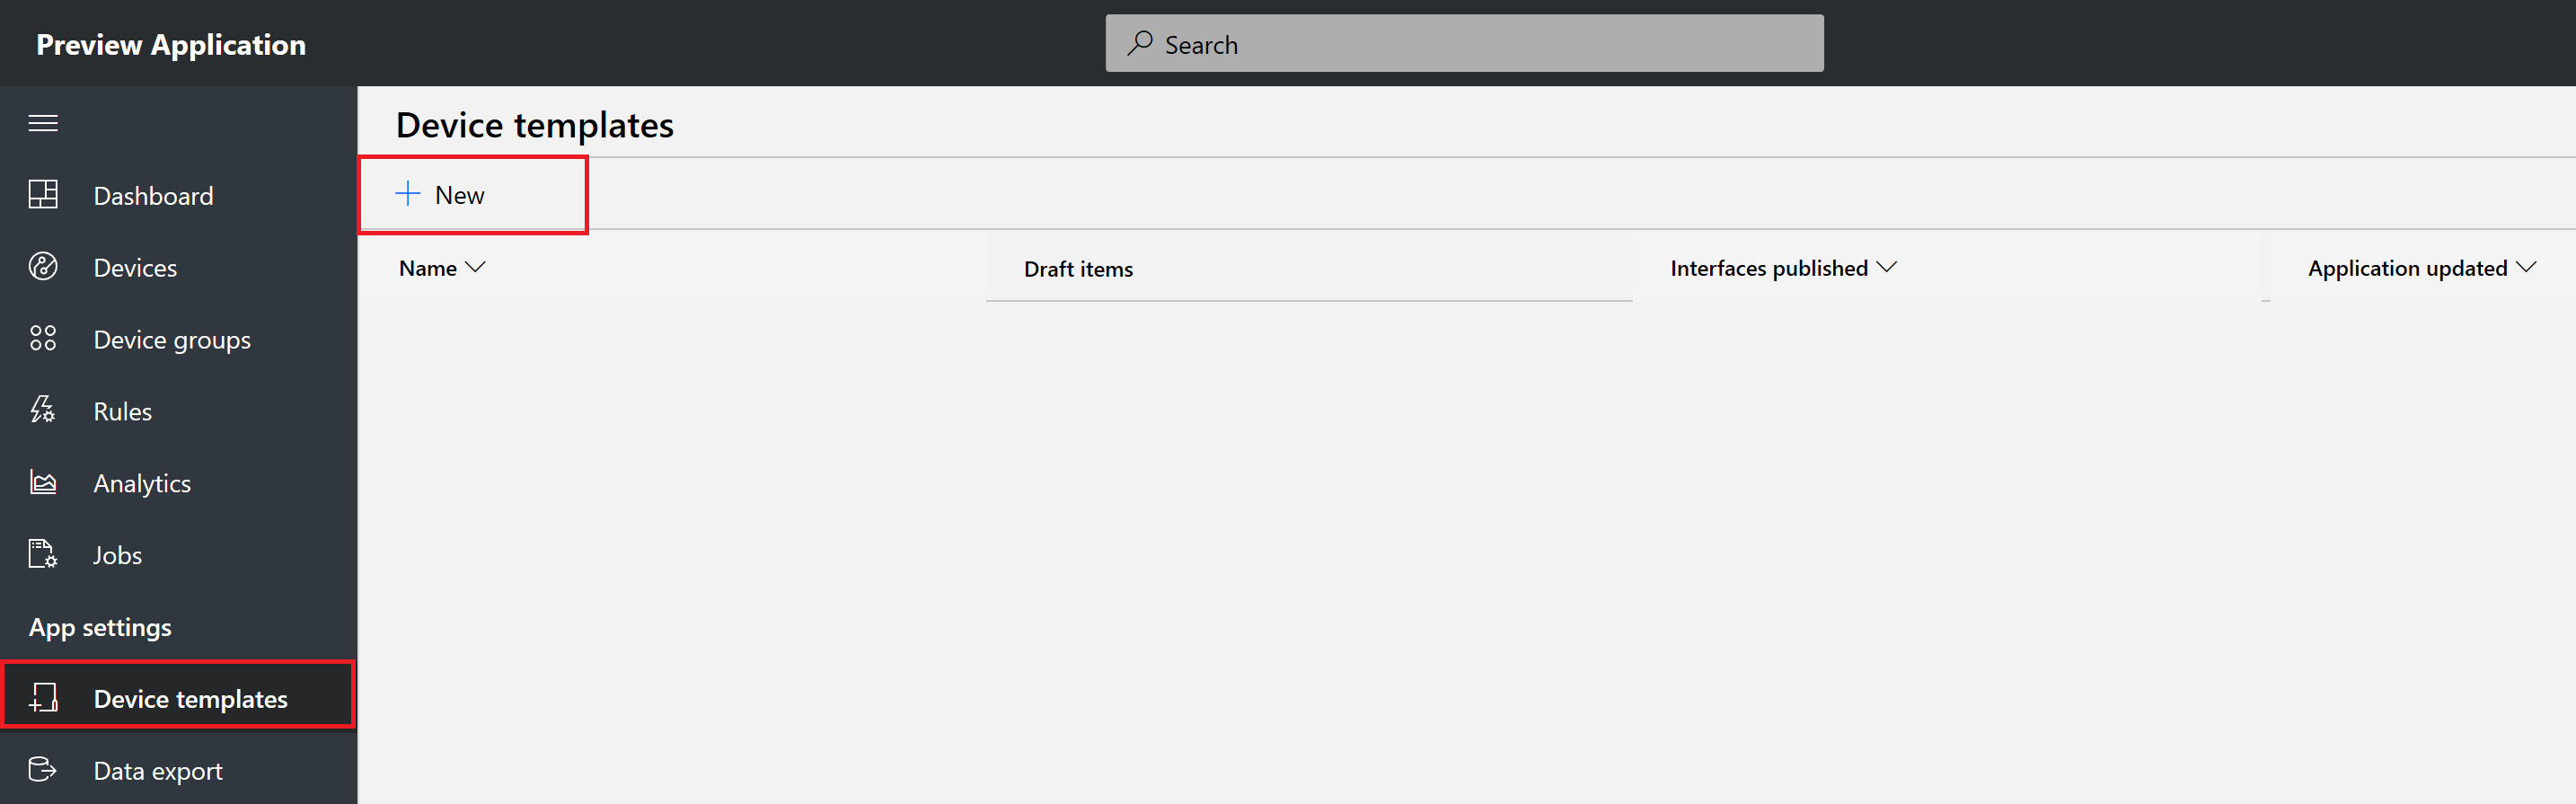 Preview Application
Search
Device templates
New
Name
Draft items
Interfaces published
Application updated
Dashboard
Devices
Device groups
Rules
Analytics
Jobs
App settings
Device templates
Data export